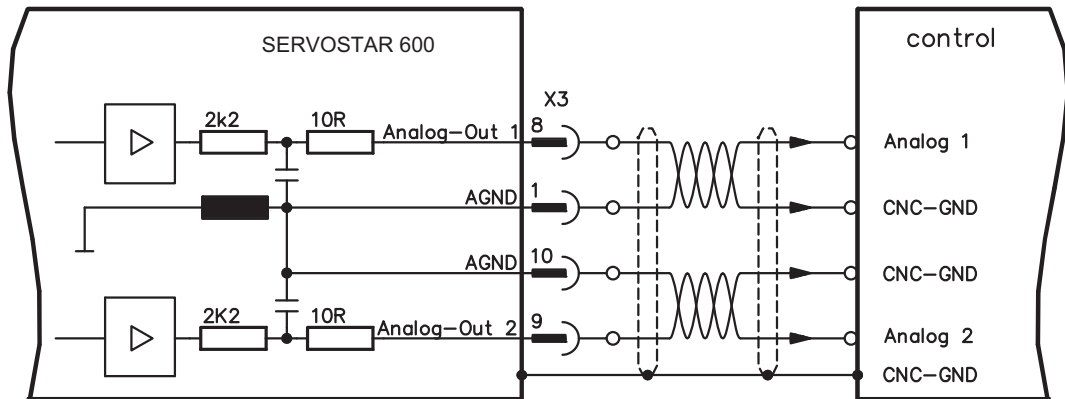 SERVOSTAR 600
control
X3
2k2
10R
Analog-Out 1
8
Analog 1
AGND
1
CNC-GND
AGND
10
CNC-GND
2K2
10R
Analog-Out 2
9
Analog 2
CNC-GND